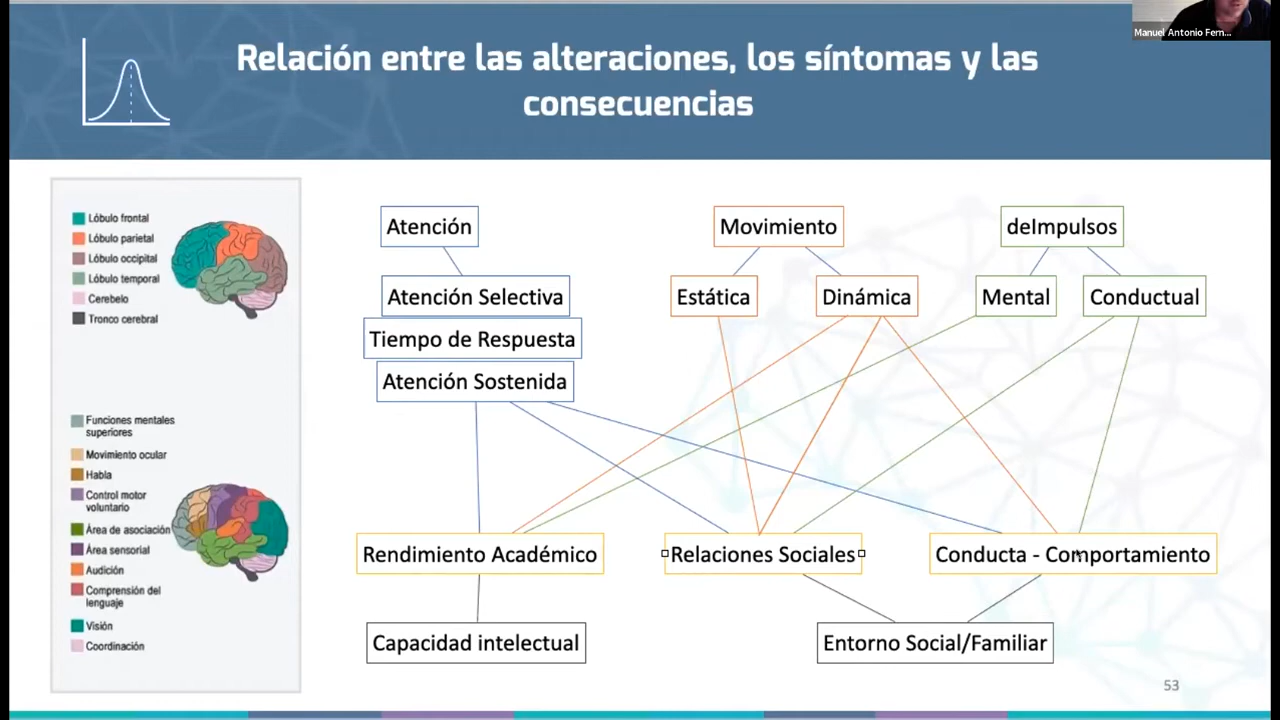 Manuel Antonio Fern...
Relación entre las alteraciones, los síntomas y las
consecuencias
Lóbulo frontal
Lóbulo parietal
Lóbulo occipital
Lóbulo temporal
Cerebelo
Tronco cerebral
Funciones mentales
superiores
Movimiento ocular
Habla
Control motor
voluntario
Área de asociación
Área sensorial
Audición
Comprensión del
lenguaje
Visión
Coordinación
Atención
Movimiento
deImpulsos
Atención Selectiva
Estática
Dinámica
Mental
Conductual
Tiempo de Respuesta
Atención Sostenida
Rendimiento Académico
Relaciones Sociales
Conducta - Comportamiento
Capacidad intelectual
Entorno Social/Familiar
53